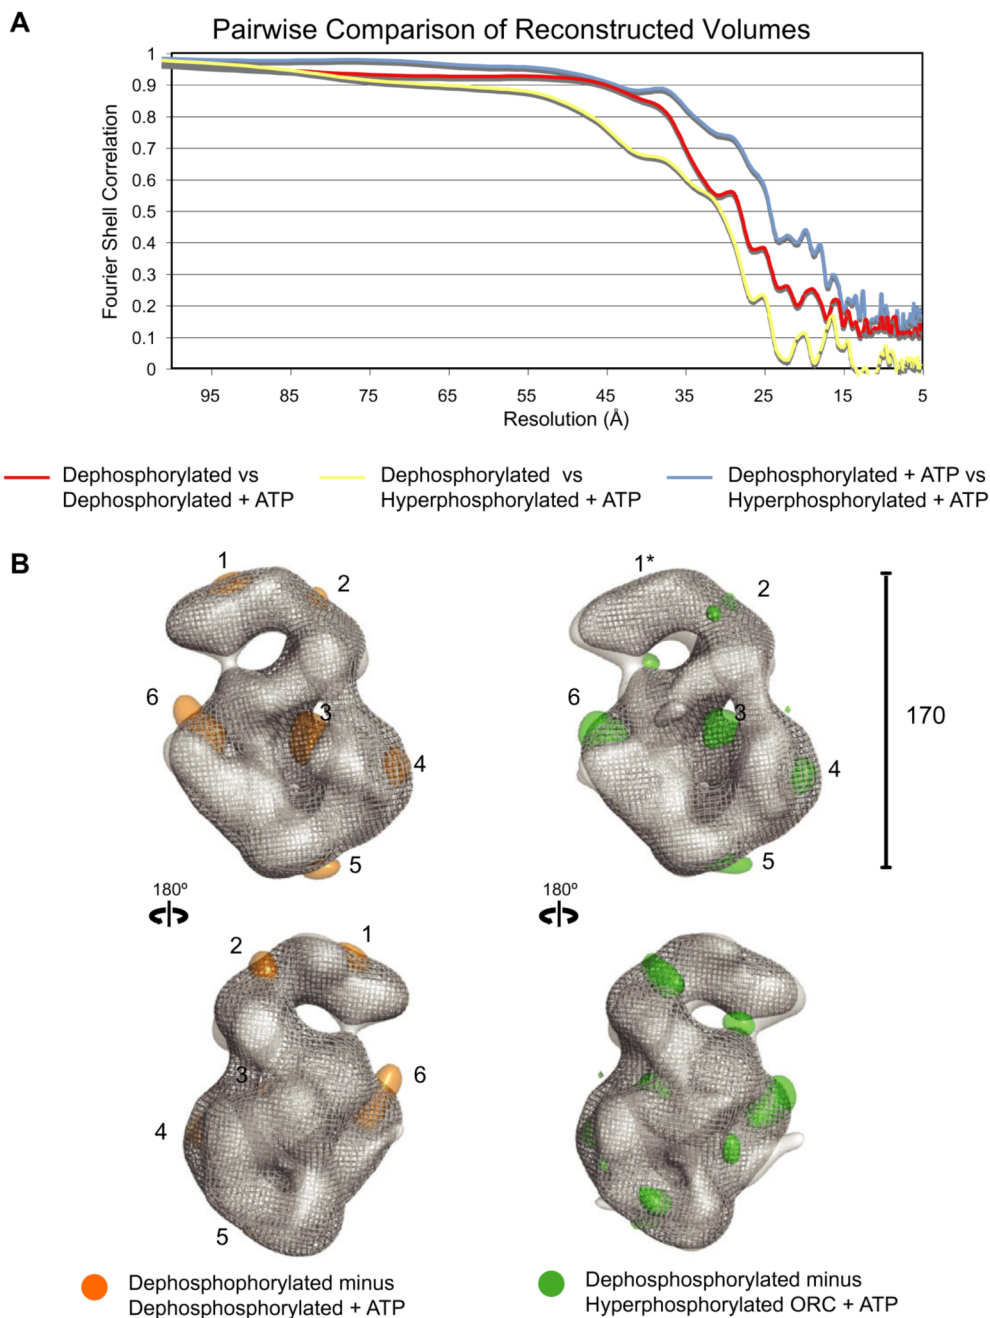 A
Pairwise Comparison of Reconstructed Volumes
Fourier Shell Correlation
1
0.9
0.8
0.7
0.6
0.5
0.4
0.3
0.2
0.1
0
95 85 75 65 55 45 35 25 15 5
Resolution (Å)
Dephosphorylated vs
Dephosphorylated + ATP
Dephosphorylated vs
Hyperphosphorylated + ATP
Dephosphorylated + ATP vs
Hyperphosphorylated + ATP
B
1
2
3
4
5
6
1*
2
3
4
5
6
170
180º
180º
2
1
3
6
4
5
Dephosphophorylated minus
Dephosphosphorylated + ATP
Dephosphorylated minus
Hyperphosphorylated ORC + ATP